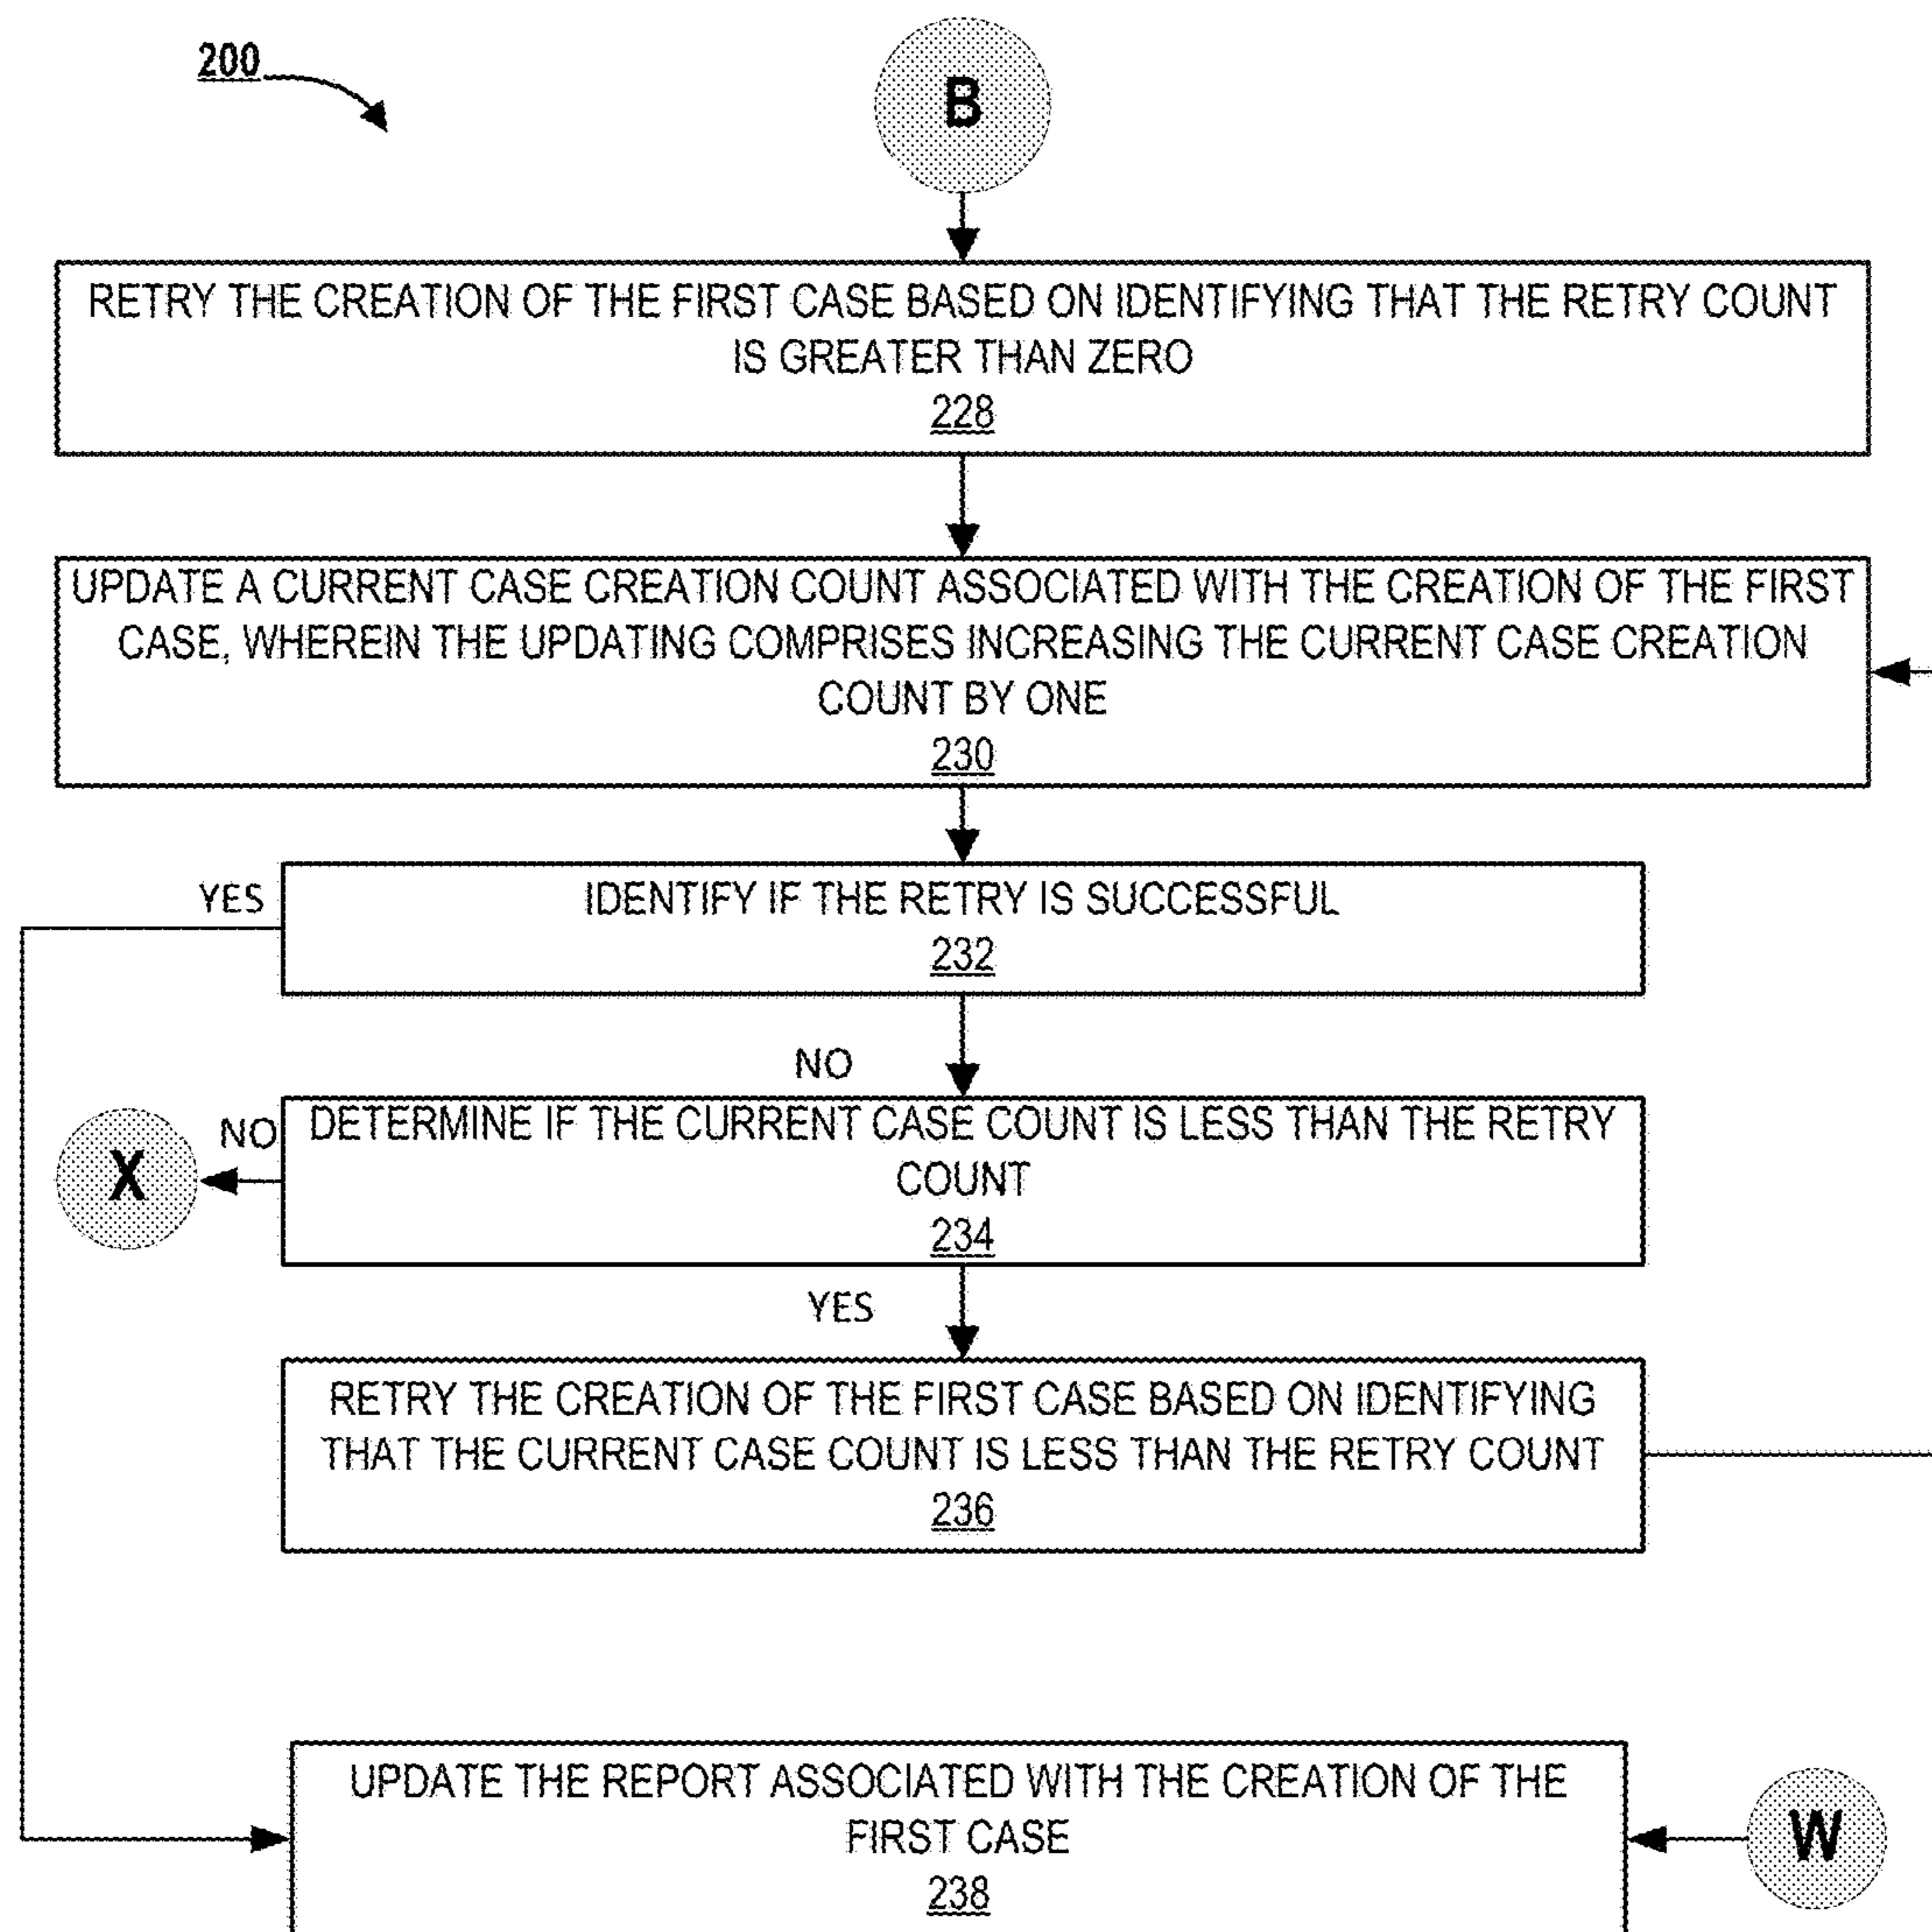 200
B
RETRY THE CREATION OF THE FIRST CASE BASED ON IDENTIFYING THAT THE RETRY COUNT
IS GREATER THAN ZERO
228
UPDATE A CURRENT CASE CREATION COUNT ASSOCIATED WITH THE CREATION OF THE FIRST
CASE, WHEREIN THE UPDATING COMPRISES INCREASING THE CURRENT CASE CREATION
COUNT BY ONE
230
YES
IDENTIFY IF THE RETRY IS SUCCESSFUL
232
NO
X
NO
DETERMINE IF THE CURRENT CASE COUNT IS LESS THAN THE RETRY
COUNT
234
YES
RETRY THE CREATION OF THE FIRST CASE BASED ON IDENTIFYING
THAT THE CURRENT CASE COUNT IS LESS THAN THE RETRY COUNT
236
UPDATE THE REPORT ASSOCIATED WITH THE CREATION OF THE
FIRST CASE
238
W